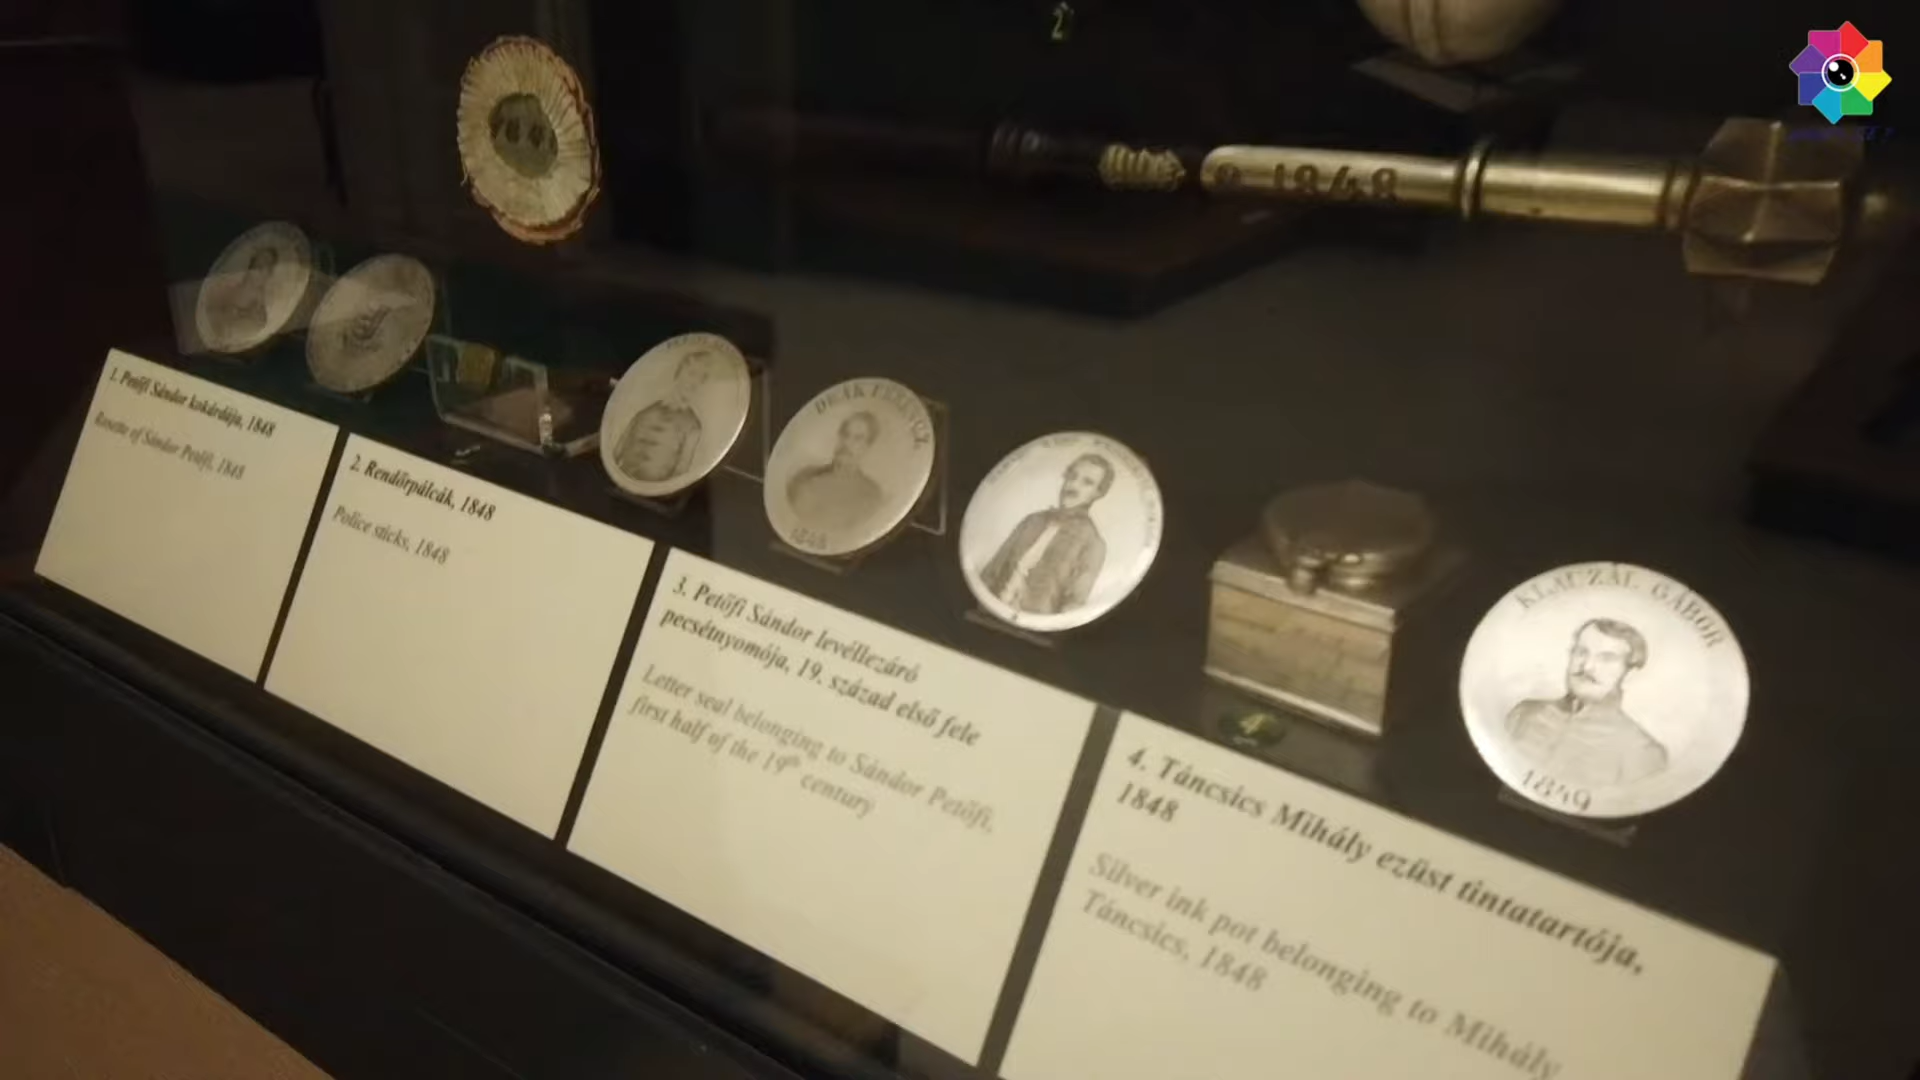 2
1848
1. Petőfi Sándor kokárdája, 1848
Rosette of Sándor Petőfi, 1848
2. Rendőrpálcák, 1848
Police sticks, 1848
DEÁK FERENCZ
1848
3. Petőfi Sándor levéllezáró
pecsétnyomója, 19. század első fele
Letter seal belonging to Sándor Petőfi,
first half of the 19th century
4
KLAUZÁL GÁBOR
1849
4. Táncsics Mihály ezüst tintatartója,
1848
Silver ink pot belonging to Mihály
Táncsics, 1848